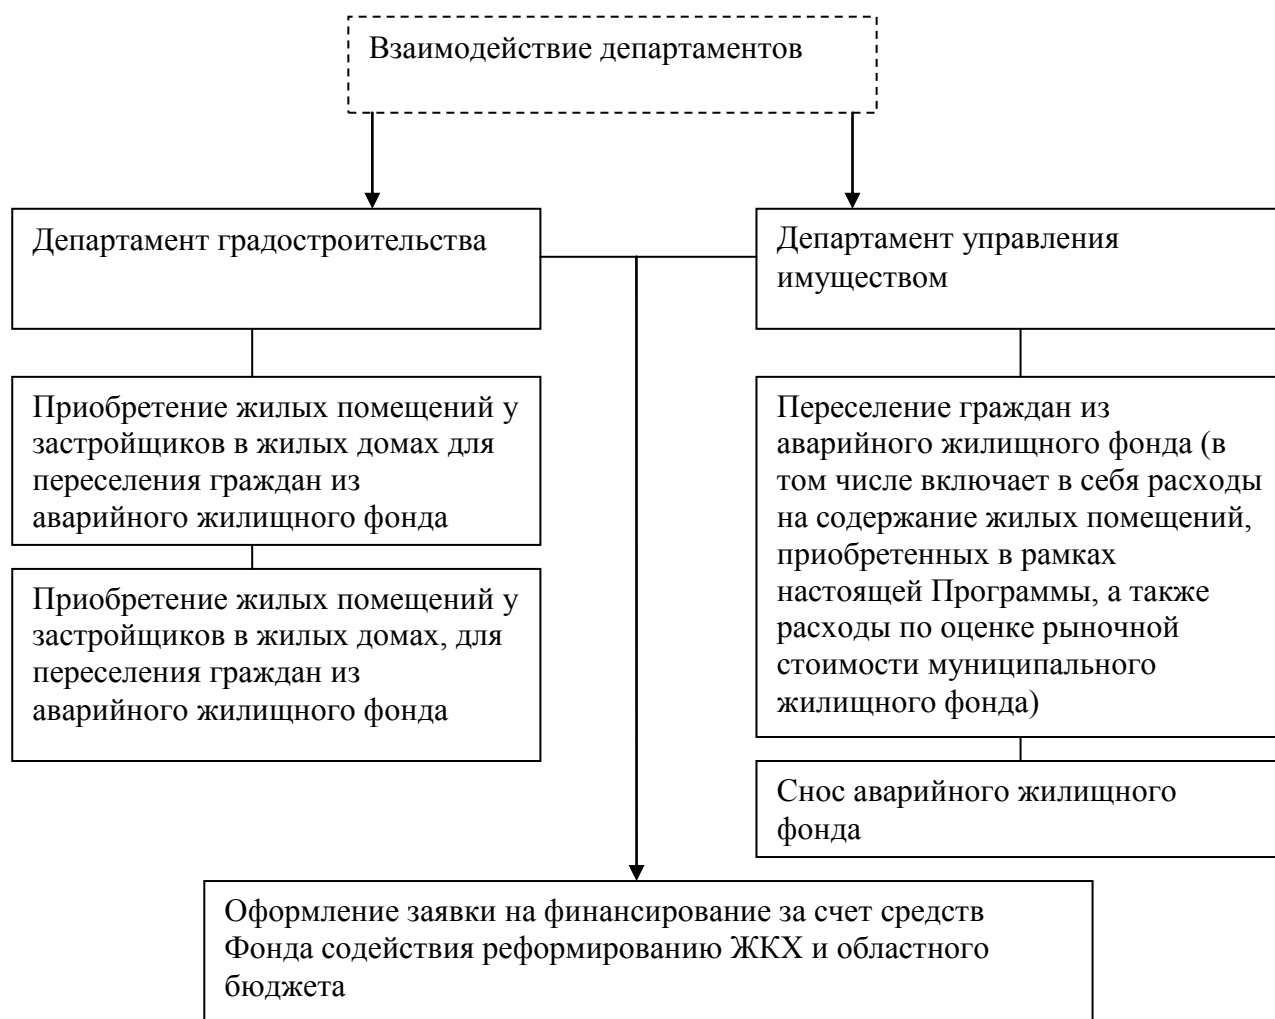 Взаимодействие департаментов
Департамент градостроительства
Департамент управления
имуществом
Приобретение жилых помещений у
застройщиков в жилых домах для
переселения граждан из
аварийного жилищного фонда
Приобретение жилых помещений у
застройщиков в жилых домах, для
переселения граждан из
аварийного жилищного фонда
Переселение граждан из
аварийного жилищного фонда (в
том числе включает в себя расходы
на содержание жилых помещений,
приобретенных в рамках
настоящей Программы, а также
расходы по оценке рыночной
стоимости муниципального
жилищного фонда)
Снос аварийного жилищного
фонда
Оформление заявки на финансирование за счет средств
Фонда содействия реформированию ЖКХ и областного
бюджета